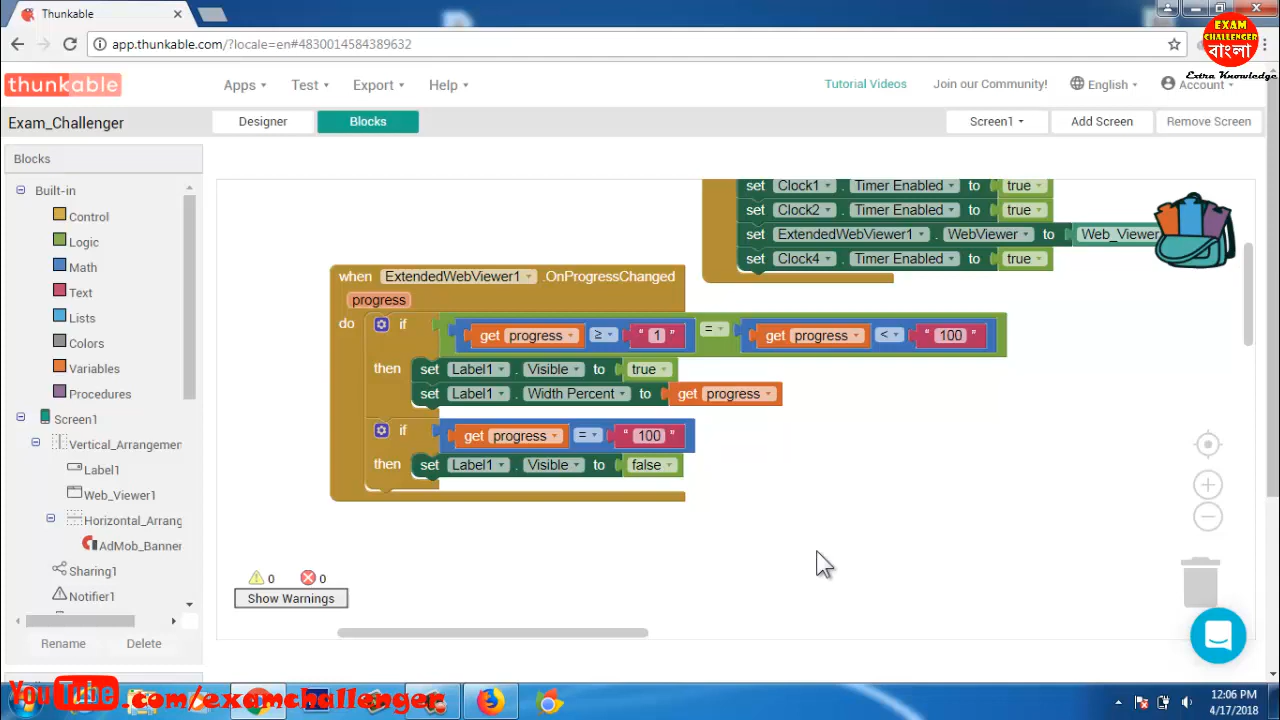 Thunkable
app.thunkable.com/?locale=en#4830014584389632
EXAM
CHALLENGER
বাংলা
Extra Knowledge
thunkable
Apps
Test
Export
Help
Tutorial Videos
Join our Community!
English
Account
Exam_Challenger
Designer
Blocks
Screen1
Add Screen
Remove Screen
Blocks
Built-in
Control
Logic
Math
Text
Lists
Colors
Variables
Procedures
Screen1
Vertical_Arrangemen
Label1
Web_Viewer1
Horizontal_Arrang
AdMob_Banner
Sharing1
Notifier1
Rename
Delete
set Clock1 . Timer Enabled to true
set Clock2 . Timer Enabled to true
set ExtendedWebViewer1 . WebViewer to Web_Viewer
set Clock4 . Timer Enabled to true
when ExtendedWebViewer1 .OnProgressChanged
progress
do if get progress ≥ " 1 " = get progress < " 100 "
then set Label1 . Visible to true
set Label1 . Width Percent to get progress
if get progress = " 100 "
then set Label1 . Visible to false
0 0
Show Warnings
YouTube.com/examchallenger
12:06 PM
4/17/2018